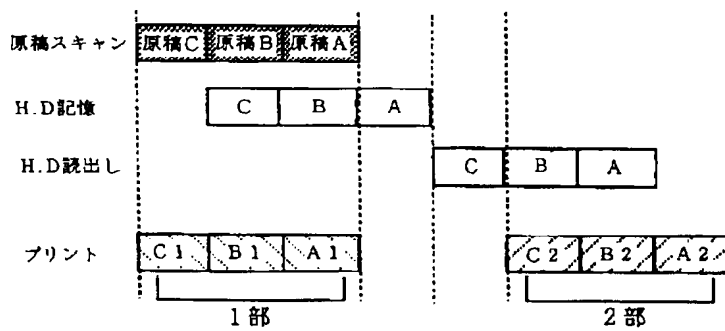 原稿スキャン 原稿C 原稿B 原稿A
H.D記憶 C B A
H.D読出し C B A
プリント C1 B1 A1 C2 B2 A2
1部 2部